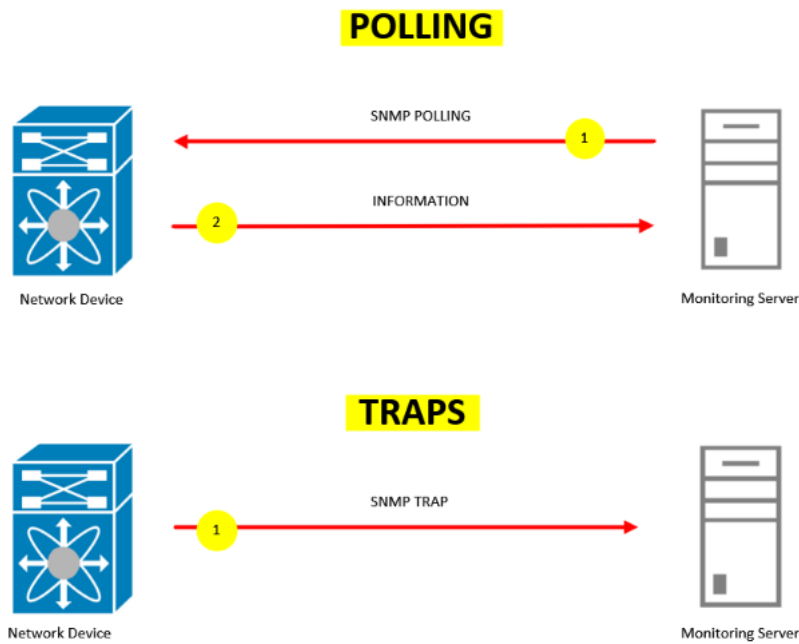 POLLING
SNMP POLLING
1
INFORMATION
2
Network Device
Monitoring Server
TRAPS
SNMP TRAP
1
Network Device
Monitoring Server